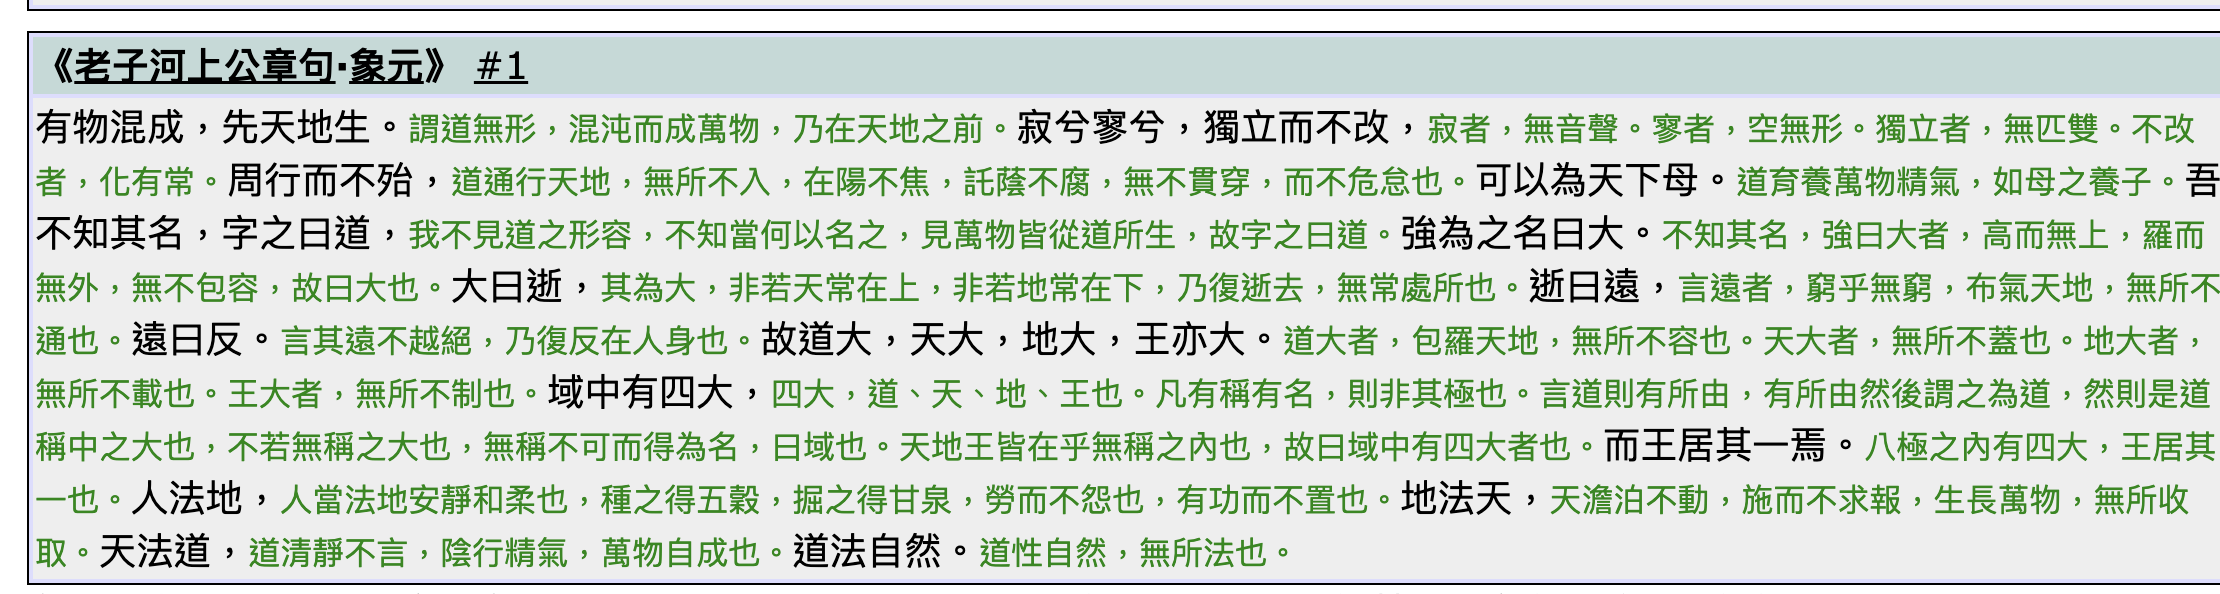 《老子河上公章句·象元》 #1
有物混成，先天地生。謂道無形，混沌而成萬物，乃在天地之前。寂兮寥兮，獨立而不改，寂者，無音聲。寥者，空無形。獨立者，無匹雙。不改
者，化有常。周行而不殆，道通行天地，無所不入，在陽不焦，託蔭不腐，無不貫穿，而不危怠也。可以為天下母。道育養萬物精氣，如母之養子。吾
不知其名，字之曰道，我不見道之形容，不知當何以名之，見萬物皆從道所生，故字之曰道。強為之名曰大。不知其名，強曰大者，高而無上，羅而
無外，無不包容，故曰大也。大曰逝，其為大，非若天常在上，非若地常在下，乃復逝去，無常處所也。逝曰遠，言遠者，窮乎無窮，布氣天地，無所不
通也。遠曰反。言其遠不越絕，乃復反在人身也。故道大，天大，地大，王亦大。道大者，包羅天地，無所不容也。天大者，無所不蓋也。地大者，
無所不載也。王大者，無所不制也。域中有四大，四大，道、天、地、王也。凡有稱有名，則非其極也。言道則有所由，有所由然後謂之為道，然則是道
稱中之大也，不若無稱之大也，無稱不可而得為名，曰域也。天地王皆在乎無稱之內也，故曰域中有四大者也。而王居其一焉。八極之內有四大，王居其
一也。人法地，人當法地安靜和柔也，種之得五穀，掘之得甘泉，勞而不怨也，有功而不置也。地法天，天澹泊不動，施而不求報，生長萬物，無所收
取。天法道，道清靜不言，陰行精氣，萬物自成也。道法自然。道性自然，無所法也。